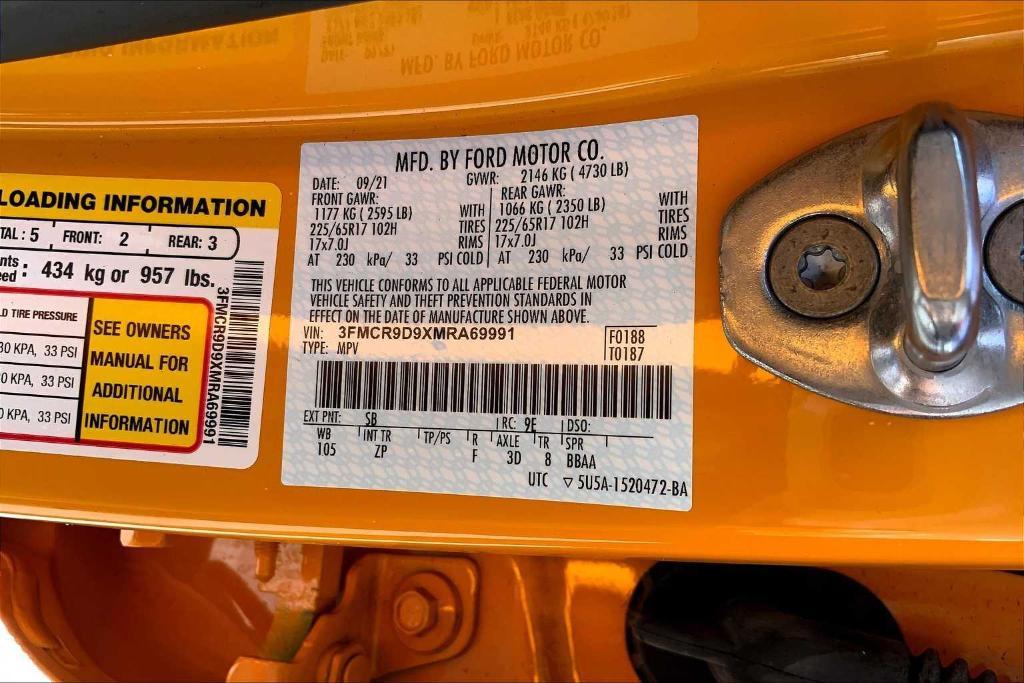 LOADING INFORMATION
TAL : 5 FRONT: 2 REAR: 3
nts
eed : 434 kg or 957 lbs.
D TIRE PRESSURE
30 KPA, 33 PSI
0 KPA, 33 PSI
0 KPA, 33 PSI
SEE OWNERS
MANUAL FOR
ADDITIONAL
INFORMATION
3FMCR9D9XMRA69991
MFD. BY FORD MOTOR CO.
DATE: 09/21 GVWR: 2146 KG ( 4730 LB)
FRONT GAWR: REAR GAWR:
1177 KG ( 2595 LB) WITH 1066 KG ( 2350 LB) WITH
225/65R17 102H TIRES 225/65R17 102H TIRES
17x7.0J RIMS 17x7.0J RIMS
AT 230 kPa/ 33 PSI COLD AT 230 kPa/ 33 PSI COLD
THIS VEHICLE CONFORMS TO ALL APPLICABLE FEDERAL MOTOR
VEHICLE SAFETY AND THEFT PREVENTION STANDARDS IN
EFFECT ON THE DATE OF MANUFACTURE SHOWN ABOVE.
VIN: 3FMCR9D9XMRA69991 F0188
TYPE: MPV T0187
EXT PNT: SB RC: 9E DSO:
WB INT TR TP/PS R AXLE TR SPR
105 ZP F 3D 8 BBAA
UTC ▽ 5U5A-1520472-BA